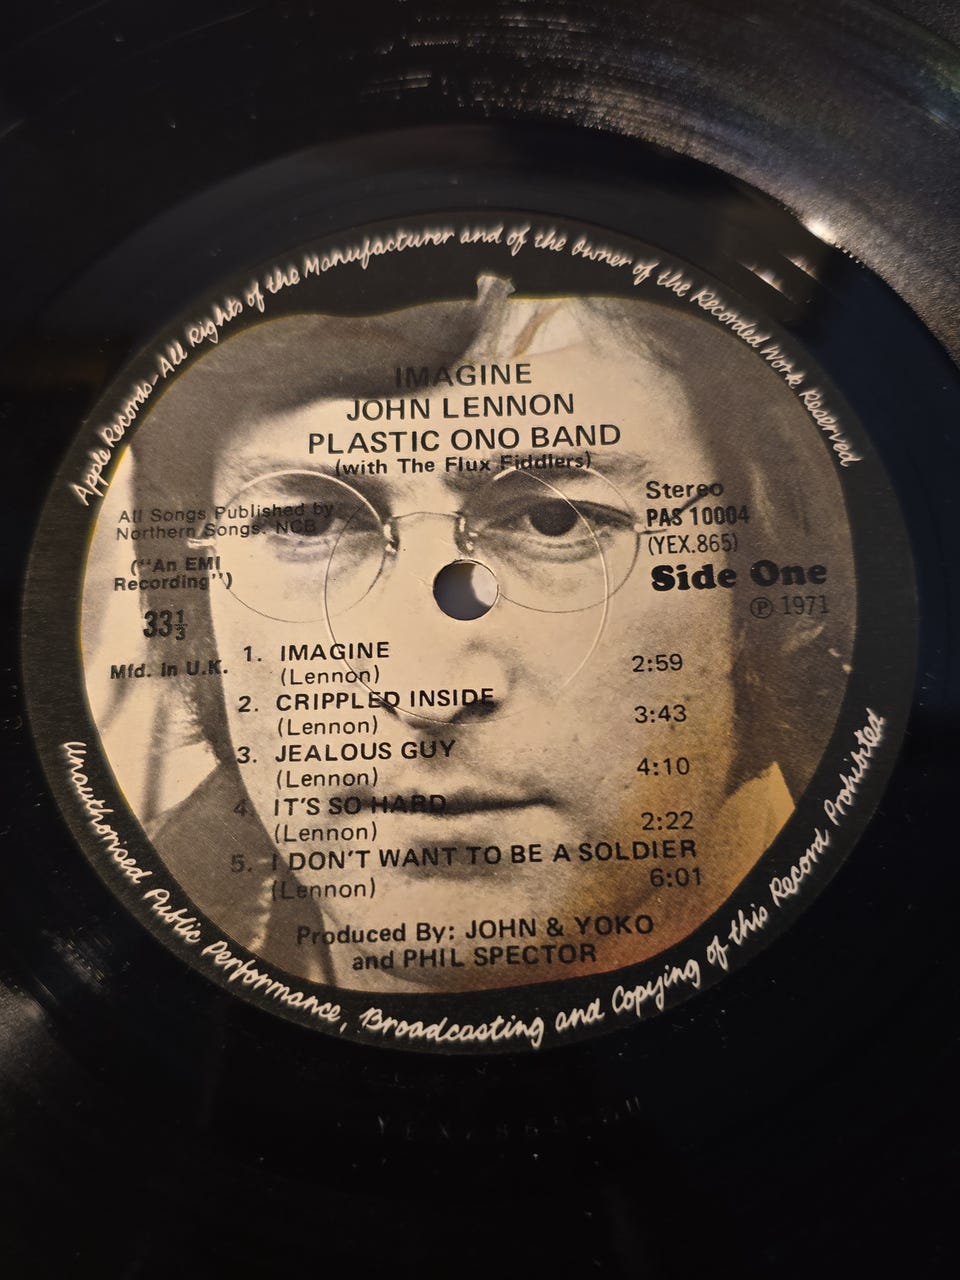 Apple Records - All Rights of the Manufacturer and of the Owner of the Recorded Work Reserved
IMAGINE
JOHN LENNON
PLASTIC ONO BAND
(with The Flux Fiddlers)
All Songs Published by
Northern Songs. NCB
("An EMI
Recording")
33⅓
Mfd. in U.K.
Stereo
PAS 10004
(YEX.865)
Side One
Ⓟ 1971
1. IMAGINE
(Lennon) 2:59
2. CRIPPLED INSIDE
(Lennon) 3:43
3. JEALOUS GUY
(Lennon) 4:10
4. IT'S SO HARD
(Lennon) 2:22
5. I DON'T WANT TO BE A SOLDIER
(Lennon) 6:01
Produced By: JOHN & YOKO
and PHIL SPECTOR
Unauthorised Public Performance, Broadcasting and Copying of this Record Prohibited